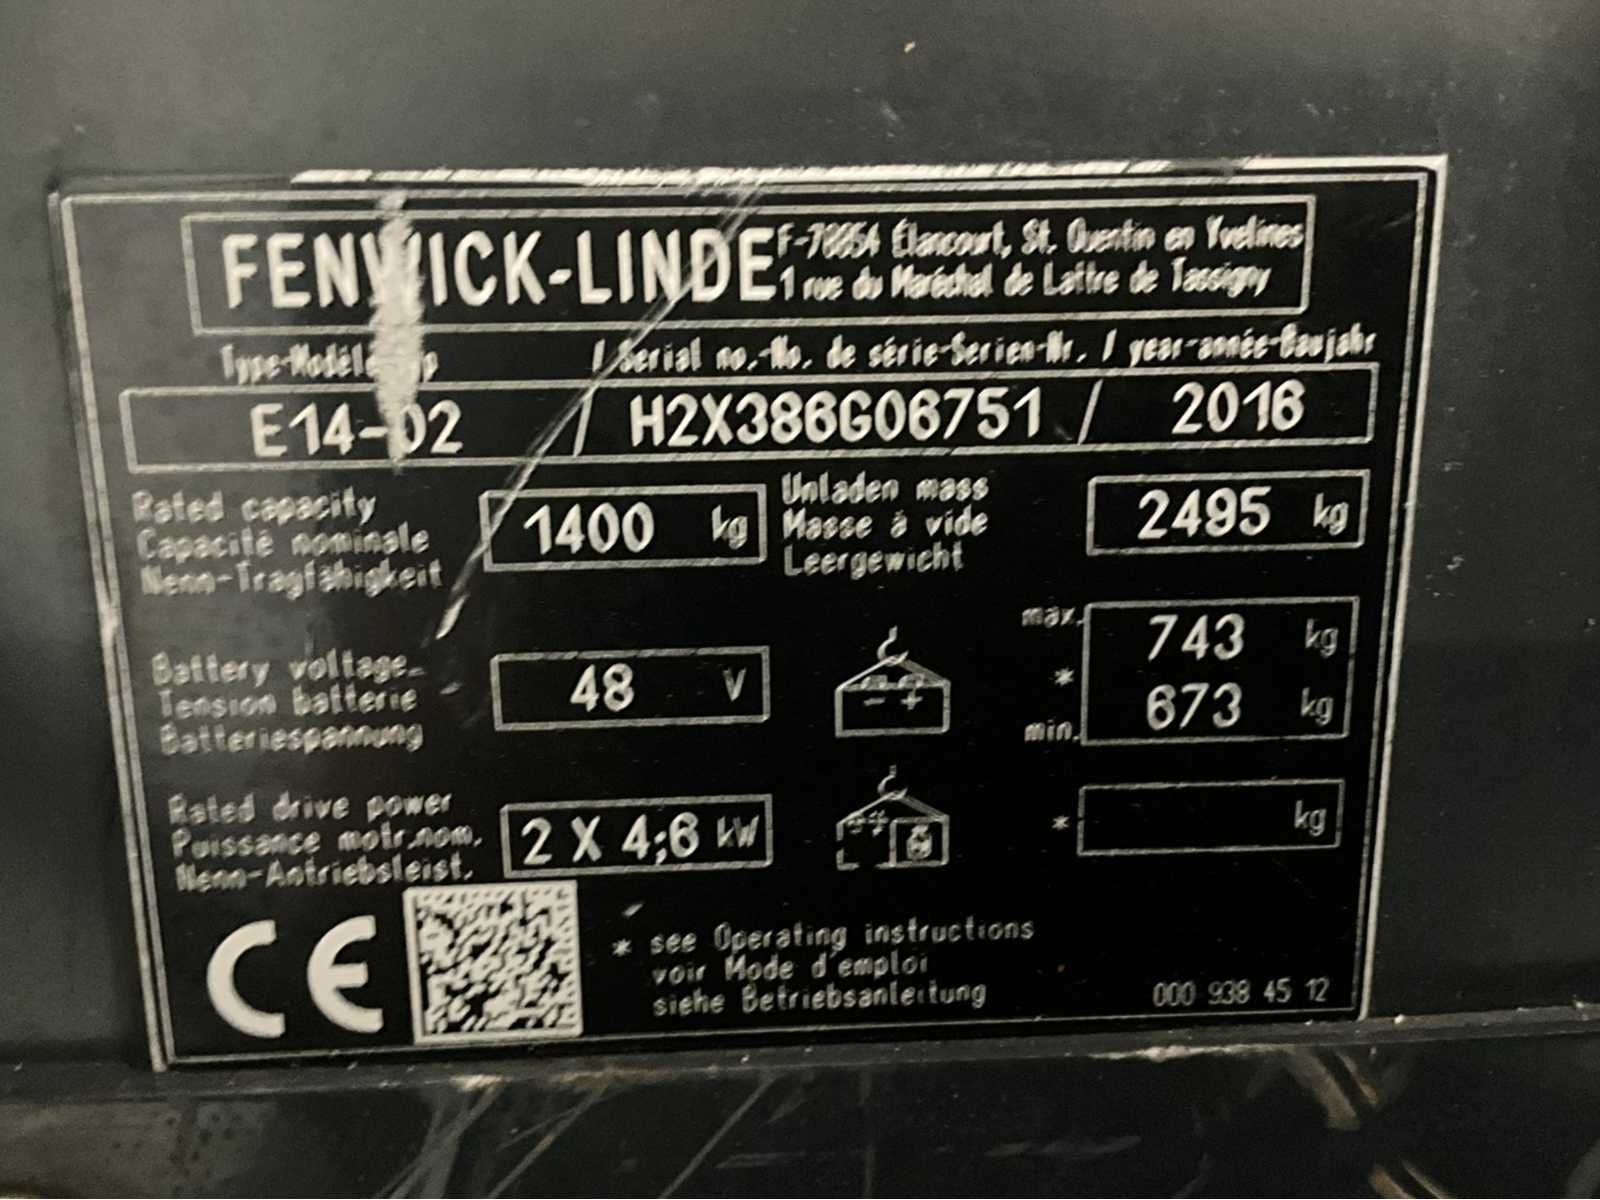 FENWICK-LINDE
F-78854 Élancourt, St. Quentin en Yvelines
1 rue du Maréchal de Lattre de Tassigny
Type-Modèle-Typ / Serial no.-No. de série-Serien-Nr. / year-année-Baujahr
E14-02 / H2X386G06751 / 2016
Rated capacity
Capacité nominale
Nenn-Tragfähigkeit
1400 kg
Unladen mass
Masse à vide
Leergewicht
2495 kg
Battery voltage
Tension batterie
Batteriespannung
48 V
- +
max. 743 kg
*
min. 673 kg
Rated drive power
Puissance motr.nom.
Nenn-Antriebsleist.
2 X 4,6 kW
* kg
CE
* see Operating instructions
voir Mode d'emploi
siehe Betriebsanleitung
000 938 45 12